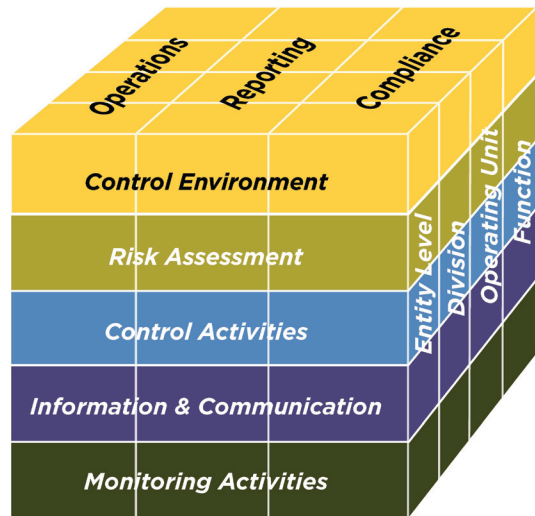 Operations
Reporting
Compliance
Control Environment
Risk Assessment
Control Activities
Information & Communication
Monitoring Activities
Entity Level
Division
Operating Unit
Function